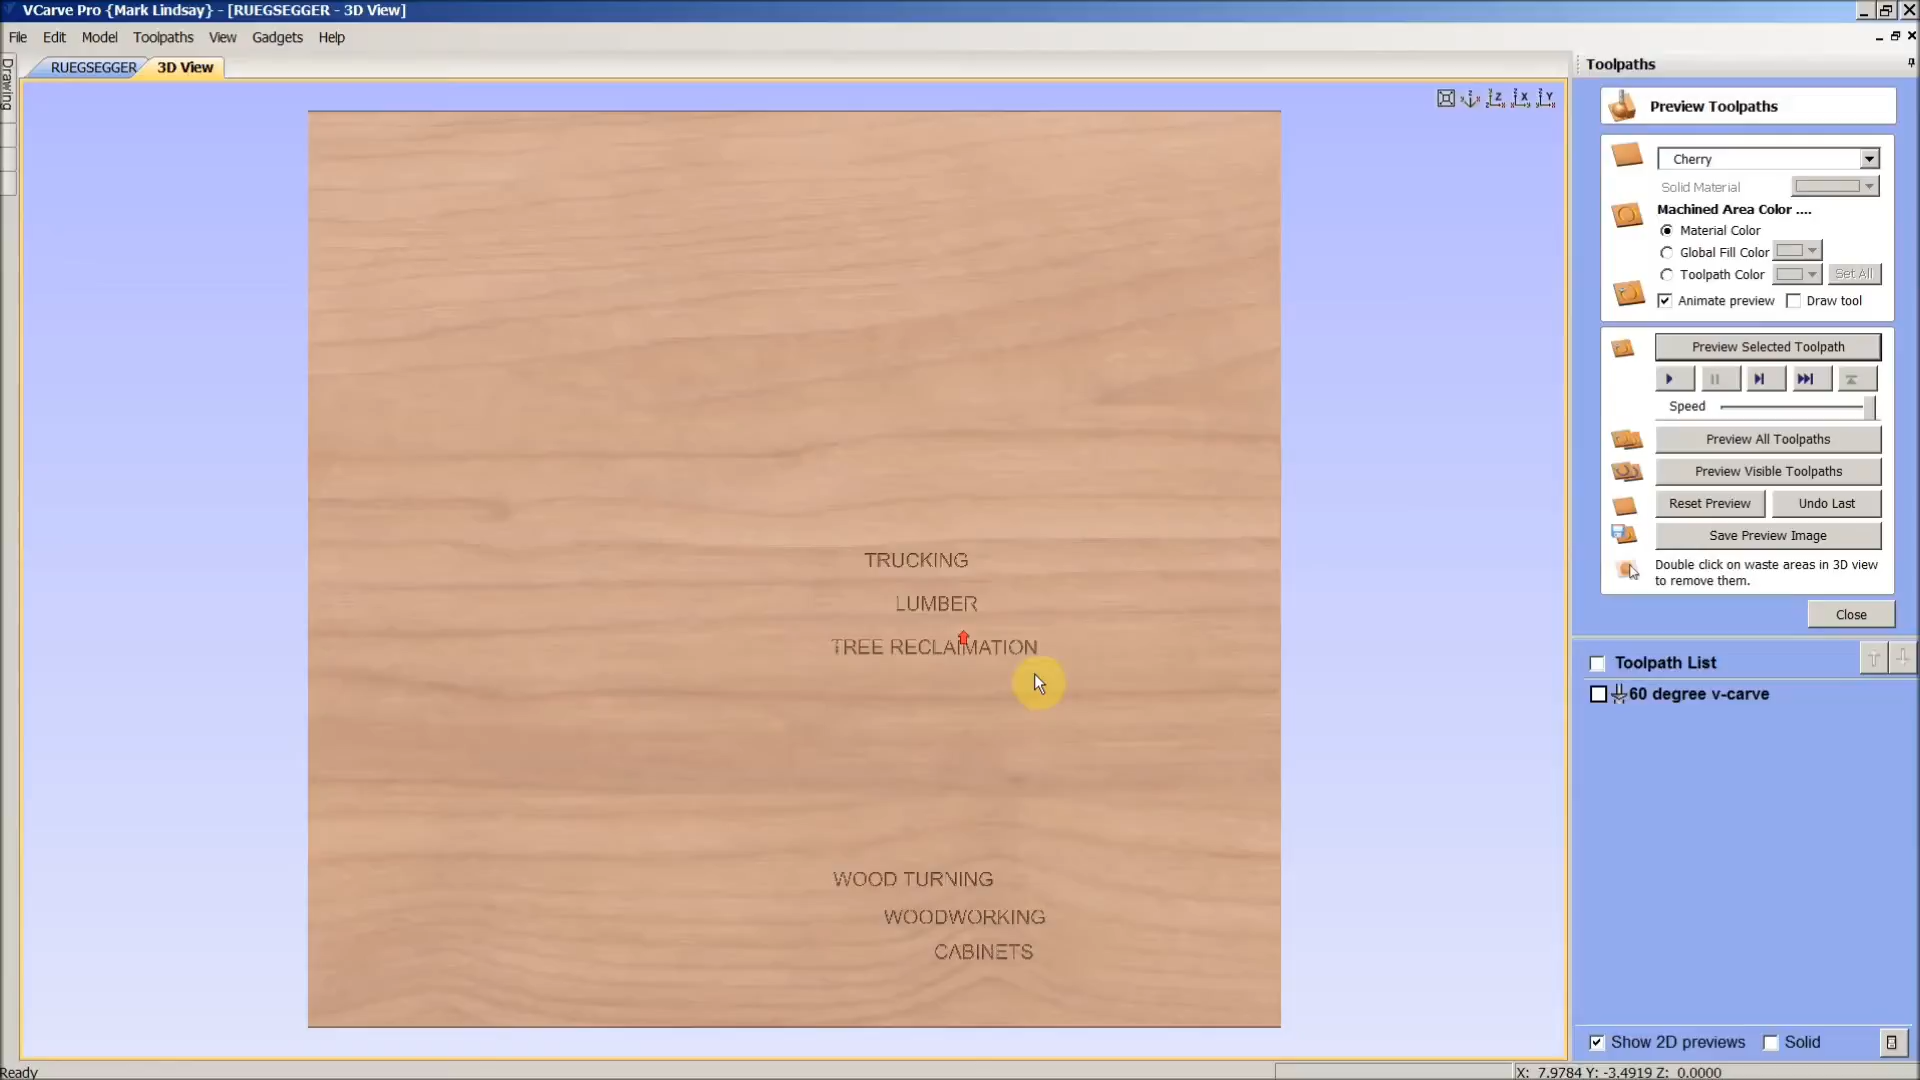 VCarve Pro {Mark Lindsay} - [RUEGSEGGER - 3D View]
File Edit Model Toolpaths View Gadgets Help
Drawing
RUEGSEGGER 3D View
Toolpaths
Preview Toolpaths
Cherry
Solid Material
Machined Area Color ....
Material Color
Global Fill Color
Toolpath Color Set All
Animate preview Draw tool
Preview Selected Toolpath
Speed
Preview All Toolpaths
Preview Visible Toolpaths
Reset Preview Undo Last
Save Preview Image
Double click on waste areas in 3D view
to remove them.
Close
TRUCKING
LUMBER
TREE RECLAIMATION
WOOD TURNING
WOODWORKING
CABINETS
Toolpath List
60 degree v-carve
Show 2D previews Solid
Ready
X: 7.9784 Y: -3.4919 Z: 0.0000